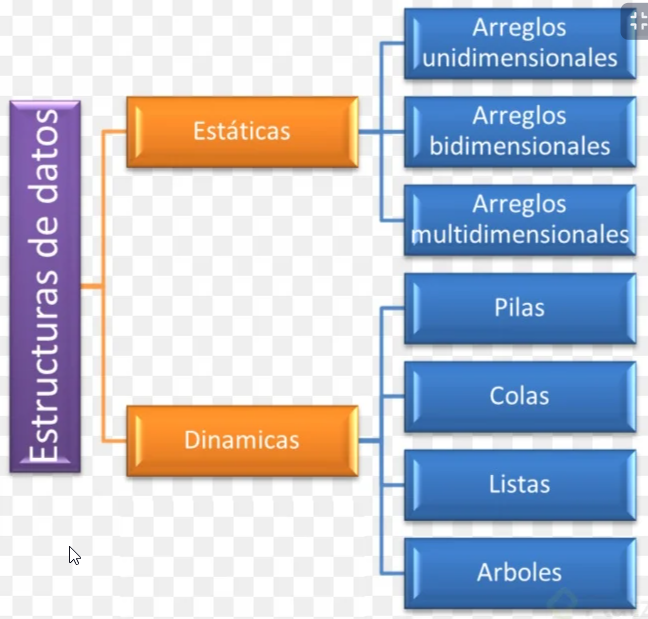 Estructuras de datos
Estáticas
Arreglos
unidimensionales
Arreglos
bidimensionales
Arreglos
multidimensionales
Dinamicas
Pilas
Colas
Listas
Arboles